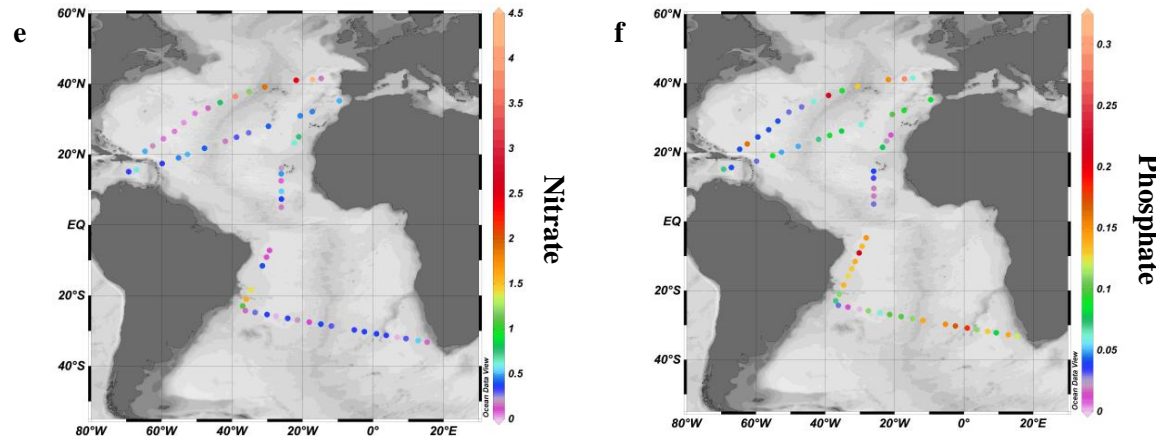 e
60°N
40°N
20°N
EQ
20°S
40°S
80°W 60°W 40°W 20°W 0° 20°E
Ocean Data View
4.5
4
3.5
3
2.5
2
1.5
1
0.5
0
Nitrate
f
60°N
40°N
20°N
EQ
20°S
40°S
80°W 60°W 40°W 20°W 0° 20°E
Ocean Data View
0.3
0.25
0.2
0.15
0.1
0.05
0
Phosphate